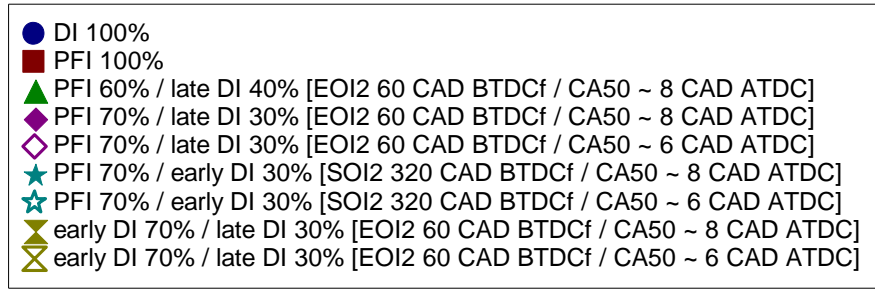 DI 100%
PFI 100%
PFI 60% / late DI 40% [EOI2 60 CAD BTDCf / CA50 ~ 8 CAD ATDC]
PFI 70% / late DI 30% [EOI2 60 CAD BTDCf / CA50 ~ 8 CAD ATDC]
PFI 70% / late DI 30% [EOI2 60 CAD BTDCf / CA50 ~ 6 CAD ATDC]
PFI 70% / early DI 30% [SOI2 320 CAD BTDCf / CA50 ~ 8 CAD ATDC]
PFI 70% / early DI 30% [SOI2 320 CAD BTDCf / CA50 ~ 6 CAD ATDC]
early DI 70% / late DI 30% [EOI2 60 CAD BTDCf / CA50 ~ 8 CAD ATDC]
early DI 70% / late DI 30% [EOI2 60 CAD BTDCf / CA50 ~ 6 CAD ATDC]